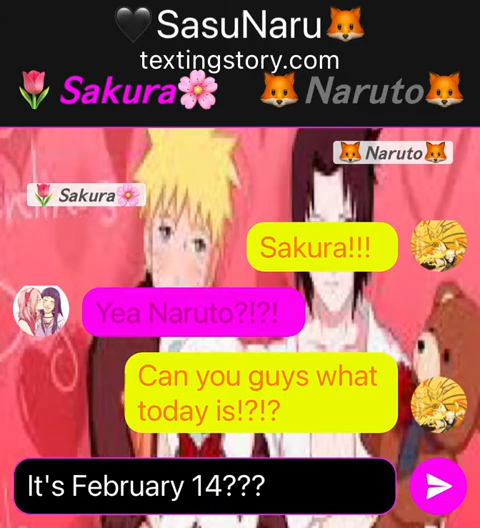 🖤SasuNaru🦊
textingstory.com
🌷Sakura🌸 🦊Naruto🦊
🦊Naruto🦊
🌷Sakura🌸
Sakura!!!
Yea Naruto?!?!
Can you guys what
today is!?!?
It's February 14???